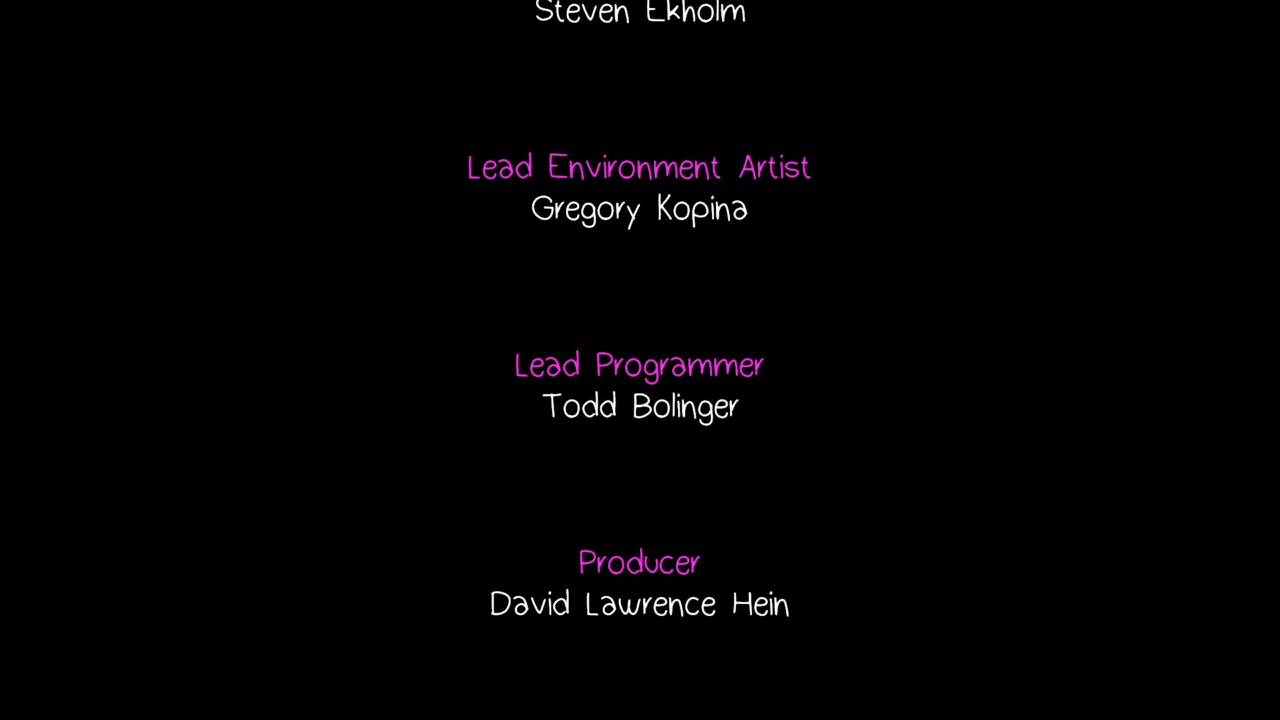 Steven Ekholm
Lead Environment Artist
Gregory Kopina
Lead Programmer
Todd Bolinger
Producer
David Lawrence Hein